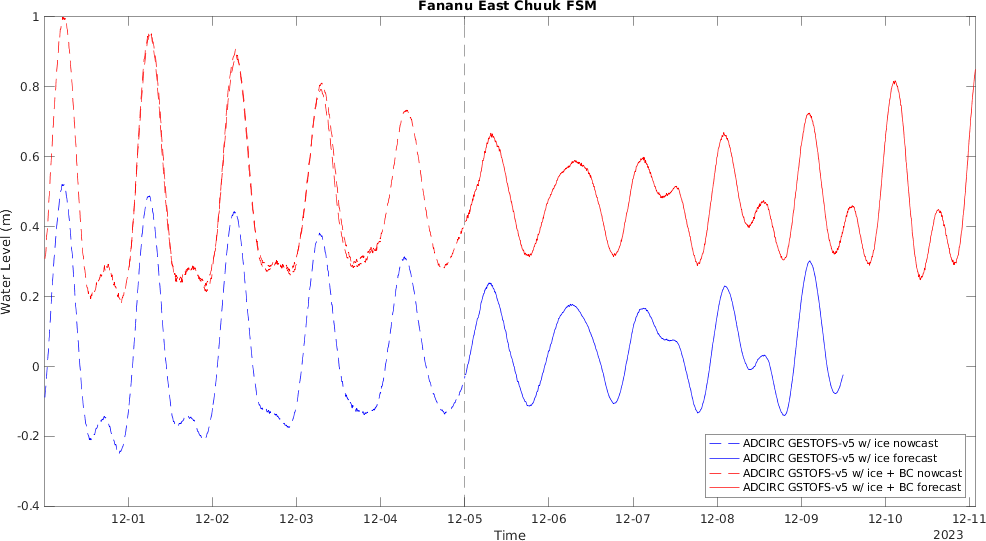 Fananu East Chuuk FSM
1
0.8
0.6
0.4
0.2
0
-0.2
-0.4
Water Level (m)
12-01
12-02
12-03
12-04
12-05
12-06
12-07
12-08
12-09
12-10
12-11
Time
2023
ADCIRC GESTOFS-v5 w/ ice nowcast
ADCIRC GESTOFS-v5 w/ ice forecast
ADCIRC GSTOFS-v5 w/ ice + BC nowcast
ADCIRC GSTOFS-v5 w/ ice + BC forecast